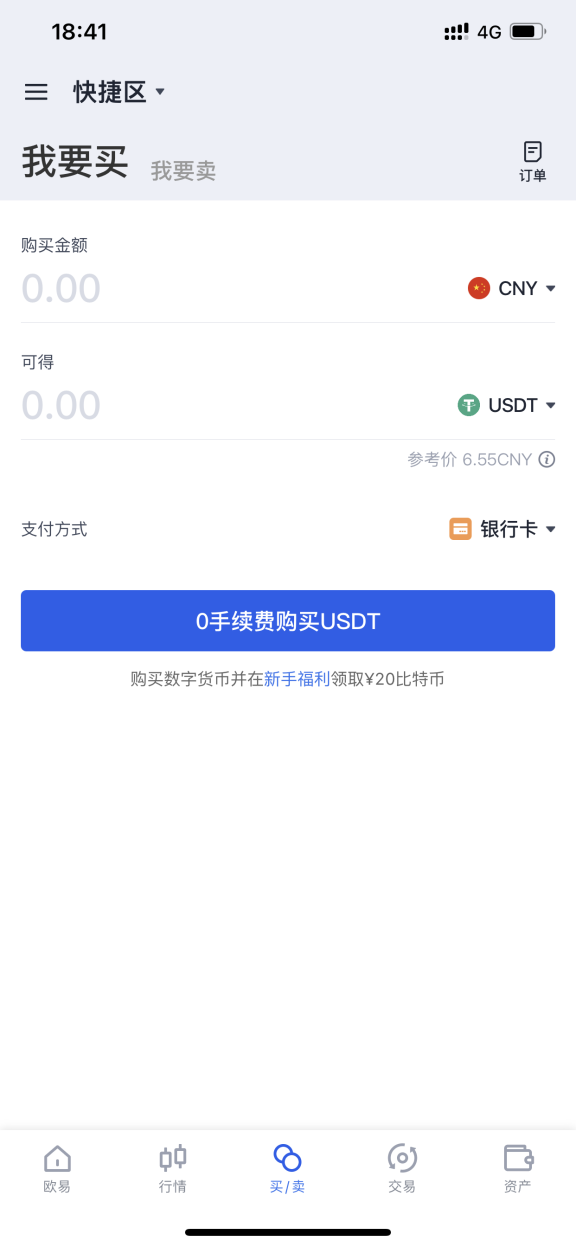 18:41
4G
快捷区
我要买 我要卖
订单
购买金额
0.00 CNY
可得
0.00 USDT
参考价 6.55CNY
支付方式 银行卡
0手续费购买USDT
购买数字货币并在新手福利领取¥20比特币
欧易 行情 买/卖 交易 资产